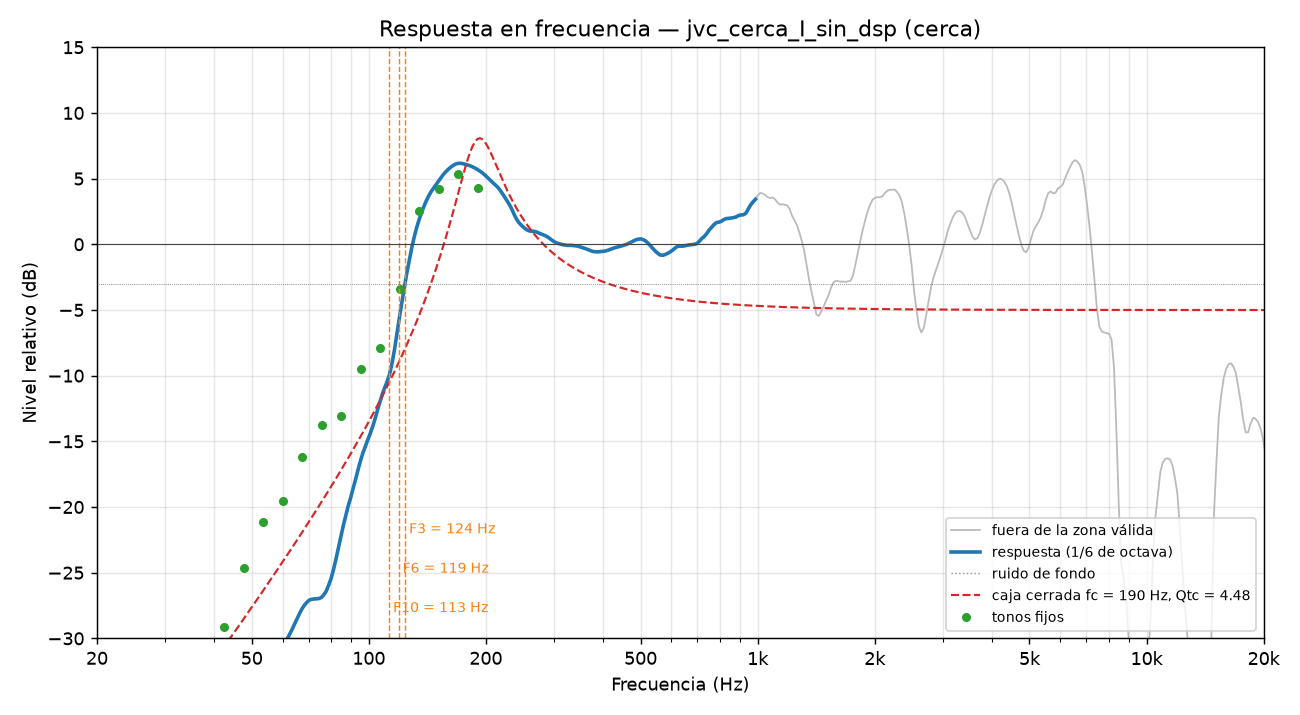 Respuesta en frecuencia — jvc_cerca_I_sin_dsp (cerca)
Nivel relativo (dB)
15
10
5
0
−5
−10
−15
−20
−25
−30
F3 = 124 Hz
F6 = 119 Hz
F10 = 113 Hz
fuera de la zona válida
respuesta (1/6 de octava)
ruido de fondo
caja cerrada fc = 190 Hz, Qtc = 4.48
tonos fijos
20
50
100
200
500
1k
2k
5k
10k
20k
Frecuencia (Hz)